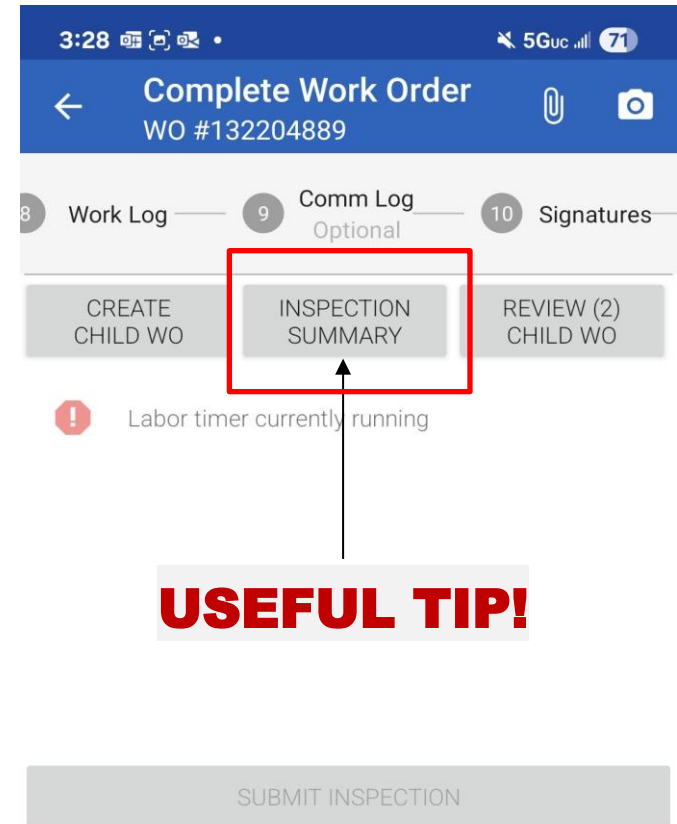 3:28 5Guc 71
Complete Work Order
WO #132204889
8 Work Log 9 Comm Log 10 Signatures
Optional
CREATE INSPECTION REVIEW (2)
CHILD WO SUMMARY CHILD WO
! Labor timer currently running
USEFUL TIP!
SUBMIT INSPECTION